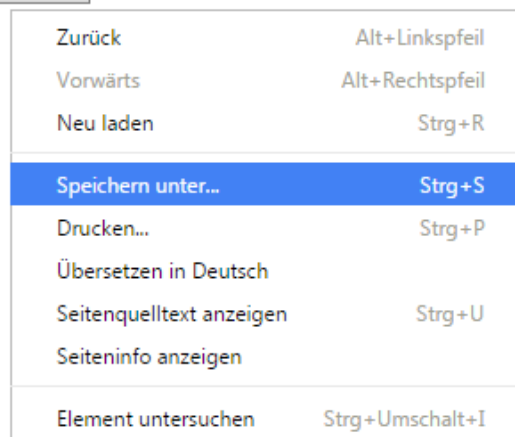 Zurück Alt+Linkspfeil
Vorwärts Alt+Rechtspfeil
Neu laden Strg+R
Speichern unter... Strg+S
Drucken... Strg+P
Übersetzen in Deutsch
Seitenquelltext anzeigen Strg+U
Seiteninfo anzeigen
Element untersuchen Strg+Umschalt+I